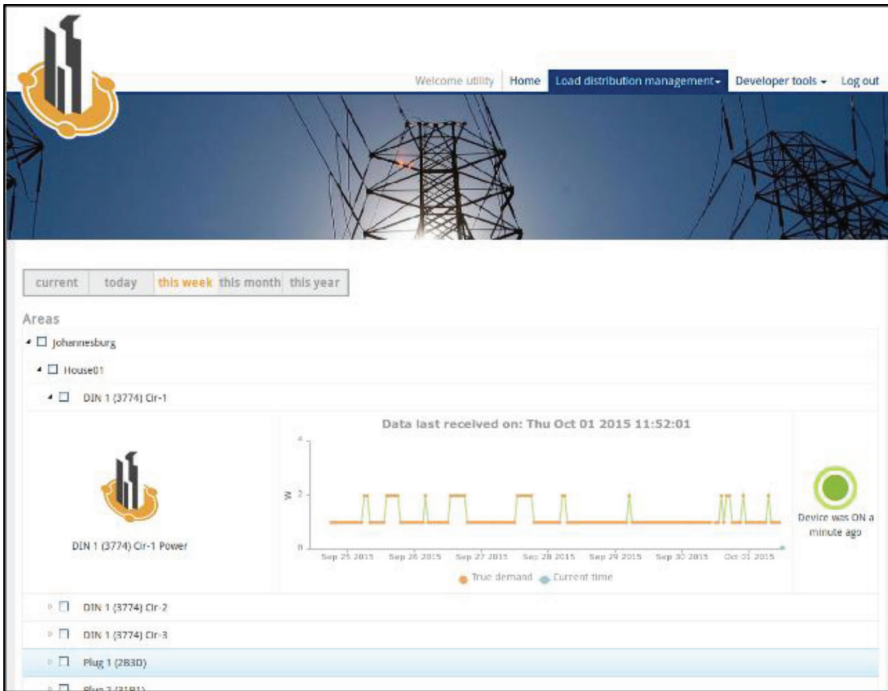 Welcome utility Home Load distribution management Developer tools Log out
current today this week this month this year
Areas
Johannesburg
House01
DIN 1 (3774) Cir-1
Data last received on: Thu Oct 01 2015 11:52:01
4
W 2
0
Sep 25 2015 Sep 26 2015 Sep 27 2015 Sep 28 2015 Sep 29 2015 Sep 30 2015 Oct 01 2015
True demand Current time
DIN 1 (3774) Cir-1 Power
Device was ON a
minute ago
DIN 1 (3774) Cir-2
DIN 1 (3774) Cir-3
Plug 1 (2B3D)
Plug 2